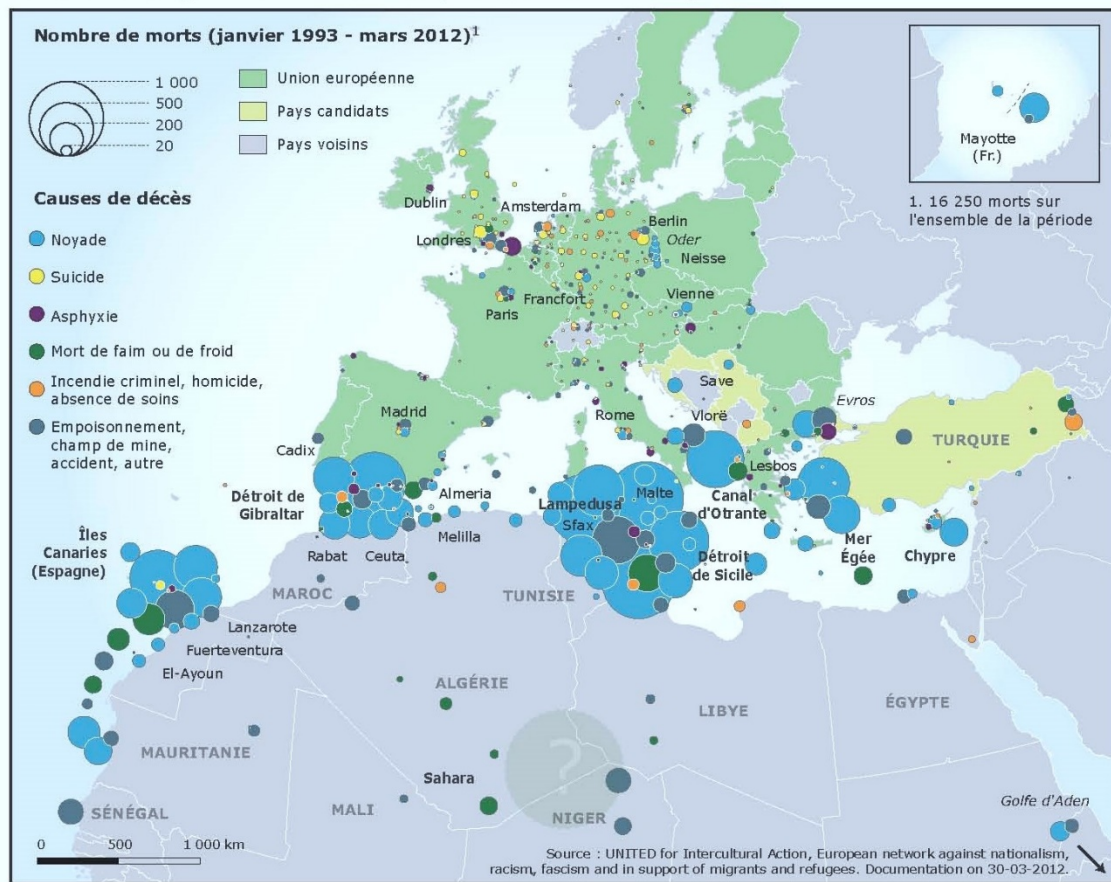 Nombre de morts (janvier 1993 - mars 2012)1
1 000
500
200
20
Union européenne
Pays candidats
Pays voisins
Causes de décès
Noyade
Suicide
Asphyxie
Mort de faim ou de froid
Incendie criminel, homicide,
absence de soins
Empoisonnement,
champ de mine,
accident, autre
Mayotte
(Fr.)
1. 16 250 morts sur
l'ensemble de la période
Dublin
Amsterdam
Londres
Berlin
Oder
Neisse
Francfort
Vienne
Paris
Save
Rome
Vlorë
Evros
Madrid
TURQUIE
Cadix
Lesbos
Détroit de
Gibraltar
Almeria
Lampedusa
Malte
Canal
d'Otrante
Sfax
Melilla
Îles
Canaries
(Espagne)
Rabat
Ceuta
Détroit
de Sicile
Mer
Égée
Chypre
MAROC
TUNISIE
Lanzarote
Fuerteventura
El-Ayoun
ALGÉRIE
LIBYE
ÉGYPTE
MAURITANIE
?
Sahara
SÉNÉGAL
MALI
NIGER
Golfe d'Aden
0
500
1 000 km
Source : UNITED for Intercultural Action, European network against nationalism,
racism, fascism and in support of migrants and refugees. Documentation on 30-03-2012.